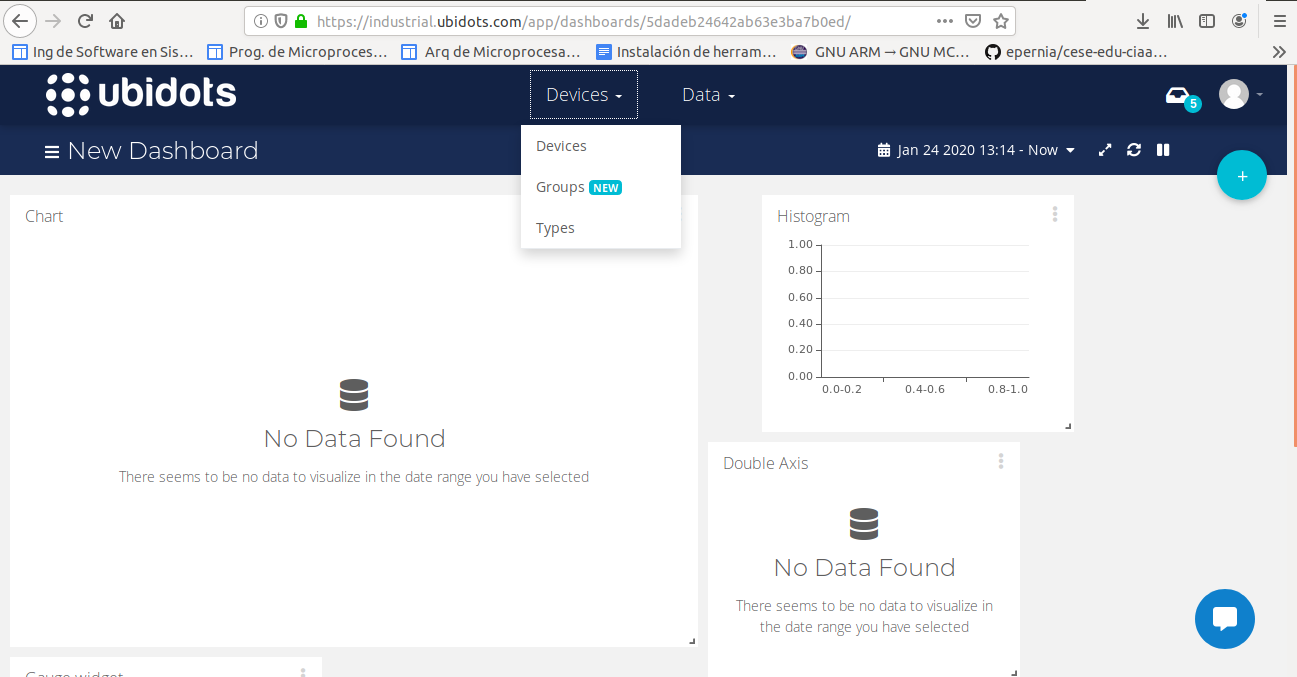 https://industrial.ubidots.com/app/dashboards/5dadeb24642ab63e3ba7b0ed/
Ing de Software en Sis… Prog. de Microproces… Arq de Microprocesa… Instalación de herram… GNU ARM → GNU MC… epernia/cese-edu-ciaa…
ubidots Devices Data 5
New Dashboard Jan 24 2020 13:14 - Now
+
Devices
Groups NEW
Types
Chart
No Data Found
There seems to be no data to visualize in the date range you have selected
Histogram
1.00
0.80
0.60
0.40
0.20
0.00
0.0-0.2 0.4-0.6 0.8-1.0
Double Axis
No Data Found
There seems to be no data to visualize in
the date range you have selected
Gauge widget